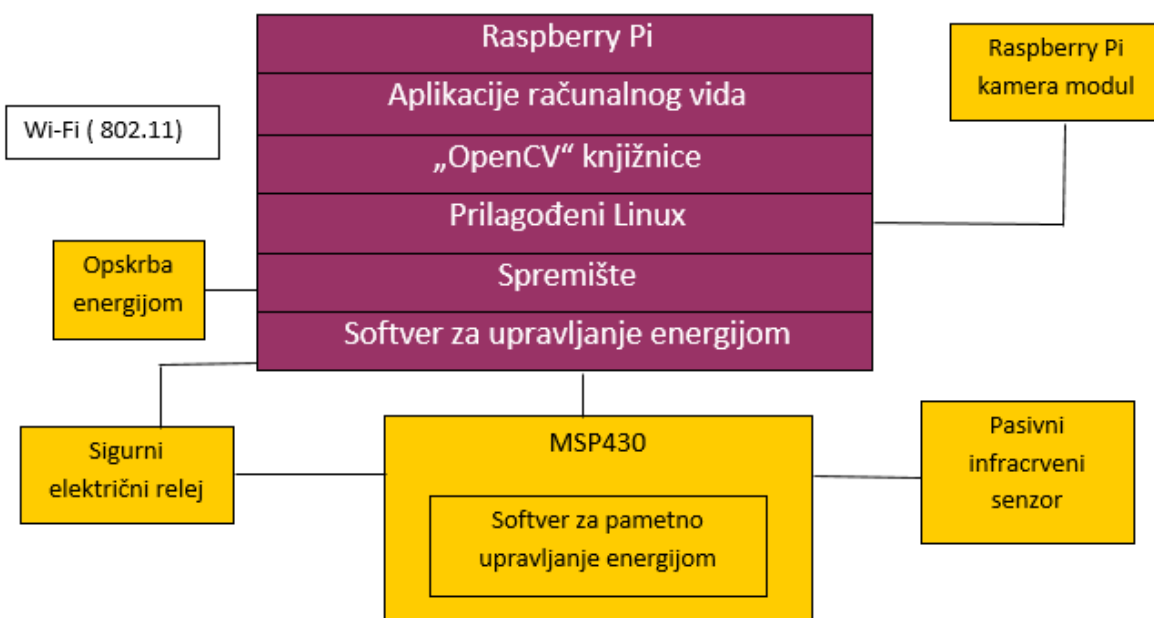 Raspberry Pi
Aplikacije računalnog vida
„OpenCV“ knjižnice
Prilagođeni Linux
Spremište
Softver za upravljanje energijom
Raspberry Pi
kamera modul
Wi-Fi ( 802.11)
Opskrba
energijom
Sigurni
električni relej
MSP430
Softver za pametno
upravljanje energijom
Pasivni
infracrveni
senzor